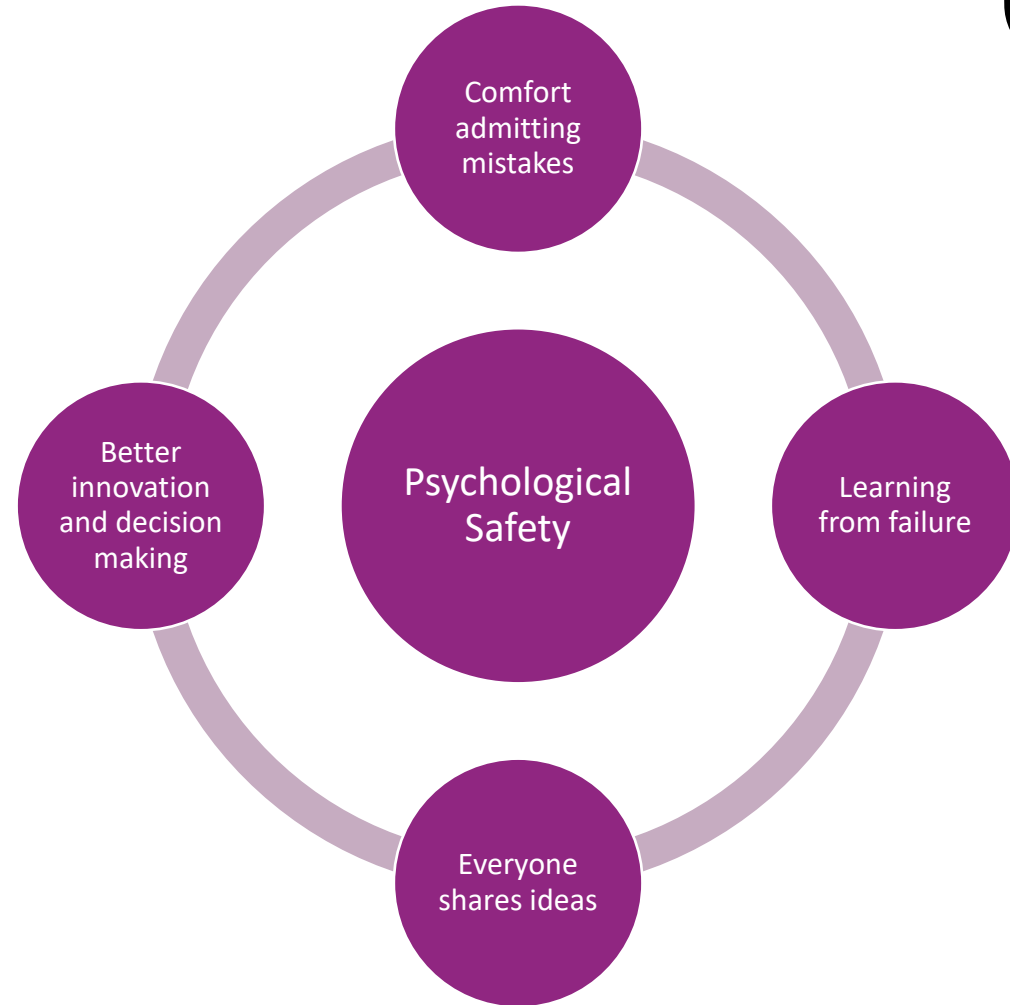 Comfort
admitting
mistakes
Better
innovation
and decision
making
Psychological
Safety
Learning
from failure
Everyone
shares ideas